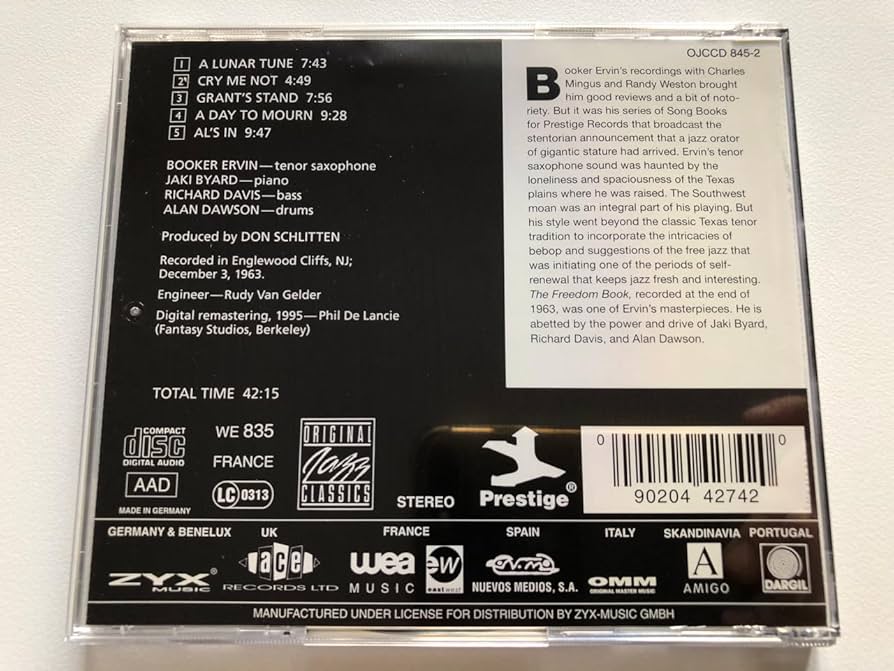 1 A LUNAR TUNE 7:43
2 CRY ME NOT 4:49
3 GRANT'S STAND 7:56
4 A DAY TO MOURN 9:28
5 AL'S IN 9:47
BOOKER ERVIN—tenor saxophone
JAKI BYARD—piano
RICHARD DAVIS—bass
ALAN DAWSON—drums
Produced by DON SCHLITTEN
Recorded in Englewood Cliffs, NJ;
December 3, 1963.
Engineer—Rudy Van Gelder
Digital remastering, 1995—Phil De Lancie
(Fantasy Studios, Berkeley)
TOTAL TIME 42:15
OJCCD 845-2
Booker Ervin's recordings with Charles
Mingus and Randy Weston brought
him good reviews and a bit of noto-
riety. But it was his series of Song Books
for Prestige Records that broadcast the
stentorian announcement that a jazz orator
of gigantic stature had arrived. Ervin's tenor
saxophone sound was haunted by the
loneliness and spaciousness of the Texas
plains where he was raised. The Southwest
moan was an integral part of his playing. But
his style went beyond the classic Texas tenor
tradition to incorporate the intricacies of
bebop and suggestions of the free jazz that
was initiating one of the periods of self-
renewal that keeps jazz fresh and interesting.
The Freedom Book, recorded at the end of
1963, was one of Ervin's masterpieces. He is
abetted by the power and drive of Jaki Byard,
Richard Davis, and Alan Dawson.
COMPACT
disc
DIGITAL AUDIO
AAD
MADE IN GERMANY
WE 835
FRANCE
LC 0313
ORIGINAL
Jazz
CLASSICS
STEREO
Prestige®
0 0
90204 42742
GERMANY & BENELUX UK FRANCE SPAIN ITALY SKANDINAVIA PORTUGAL
ZYX®
MUSIC
ace
RECORDS LTD
wea
MUSIC
ew
eastwest
NUEVOS MEDIOS, S.A.
OMM
ORIGINAL MASTER MUSIC
A
AMIGO
DARGIL
MANUFACTURED UNDER LICENSE FOR DISTRIBUTION BY ZYX-MUSIC GMBH